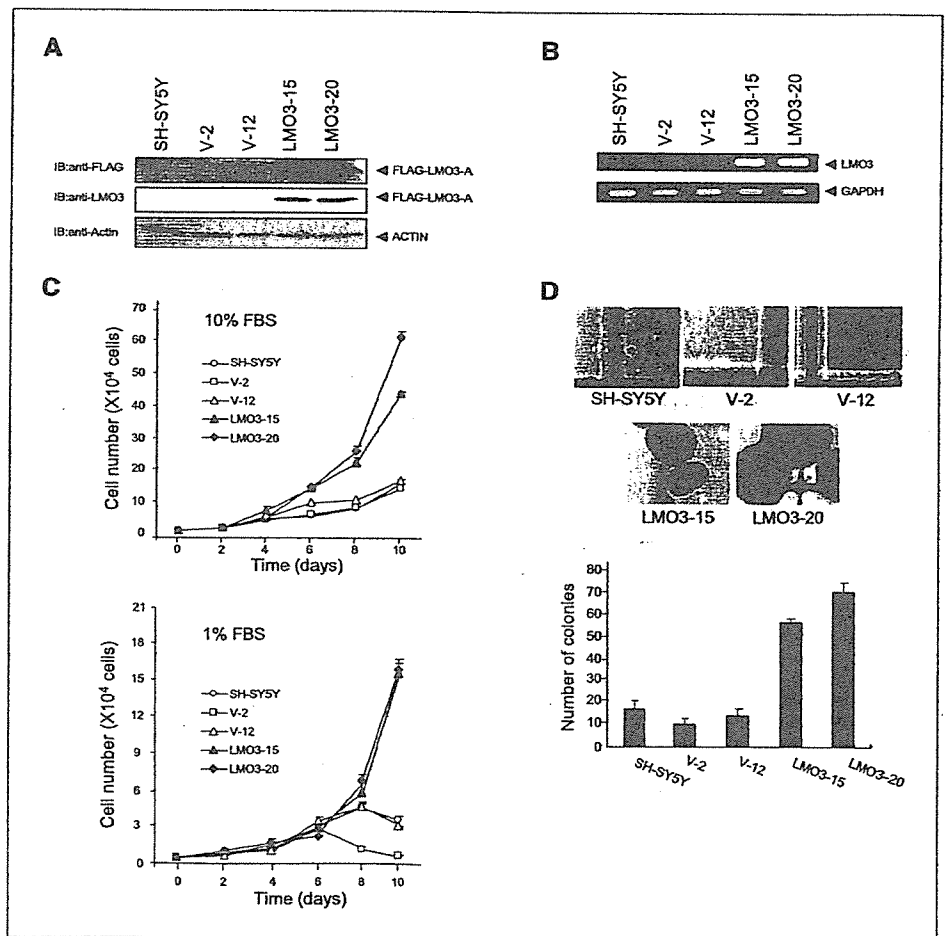 A
SH-SY5Y
V-2
V-12
LMO3-15
LMO3-20
IB:anti-FLAG
FLAG-LMO3-A
IB:anti-LMO3
FLAG-LMO3-A
IB:anti-Actin
ACTIN
B
SH-SY5Y
V-2
V-12
LMO3-15
LMO3-20
LMO3
GAPDH
C
Cell number (X10⁴ cells)
70
60
50
40
30
20
10
0
10% FBS
SH-SY5Y
V-2
V-12
LMO3-15
LMO3-20
0 2 4 6 8 10
Time (days)
Cell number (X10⁴ cells)
21
18
15
12
9
6
3
0
1% FBS
SH-SY5Y
V-2
V-12
LMO3-15
LMO3-20
0 2 4 6 8 10
Time (days)
D
SH-SY5Y V-2 V-12
LMO3-15 LMO3-20
Number of colonies
80
70
60
50
40
30
20
10
0
SH-SY5Y V-2 V-12 LMO3-15 LMO3-20